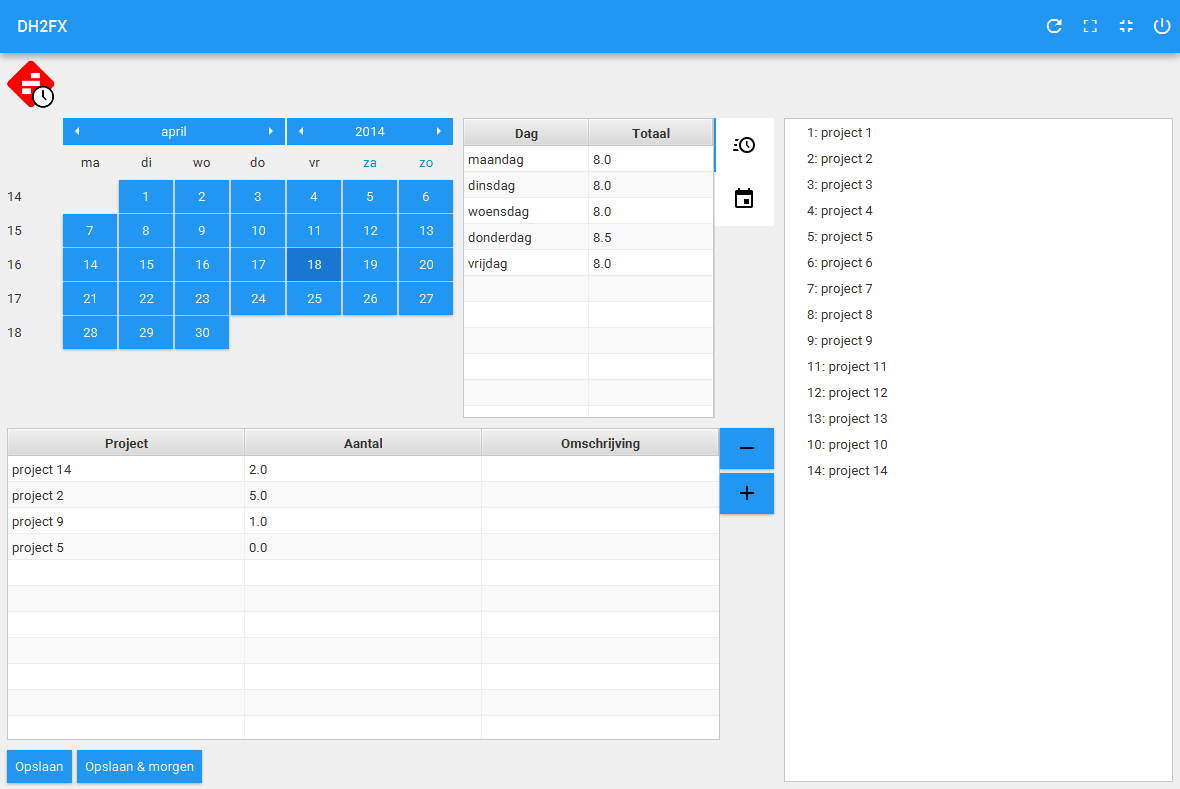 DH2FX
april 2014
ma di wo do vr za zo
14 1 2 3 4 5 6
15 7 8 9 10 11 12 13
16 14 15 16 17 18 19 20
17 21 22 23 24 25 26 27
18 28 29 30
Dag Totaal
maandag 8.0
dinsdag 8.0
woensdag 8.0
donderdag 8.5
vrijdag 8.0
1: project 1
2: project 2
3: project 3
4: project 4
5: project 5
6: project 6
7: project 7
8: project 8
9: project 9
11: project 11
12: project 12
13: project 13
10: project 10
14: project 14
Project Aantal Omschrijving
project 14 2.0
project 2 5.0
project 9 1.0
project 5 0.0
Opslaan Opslaan & morgen